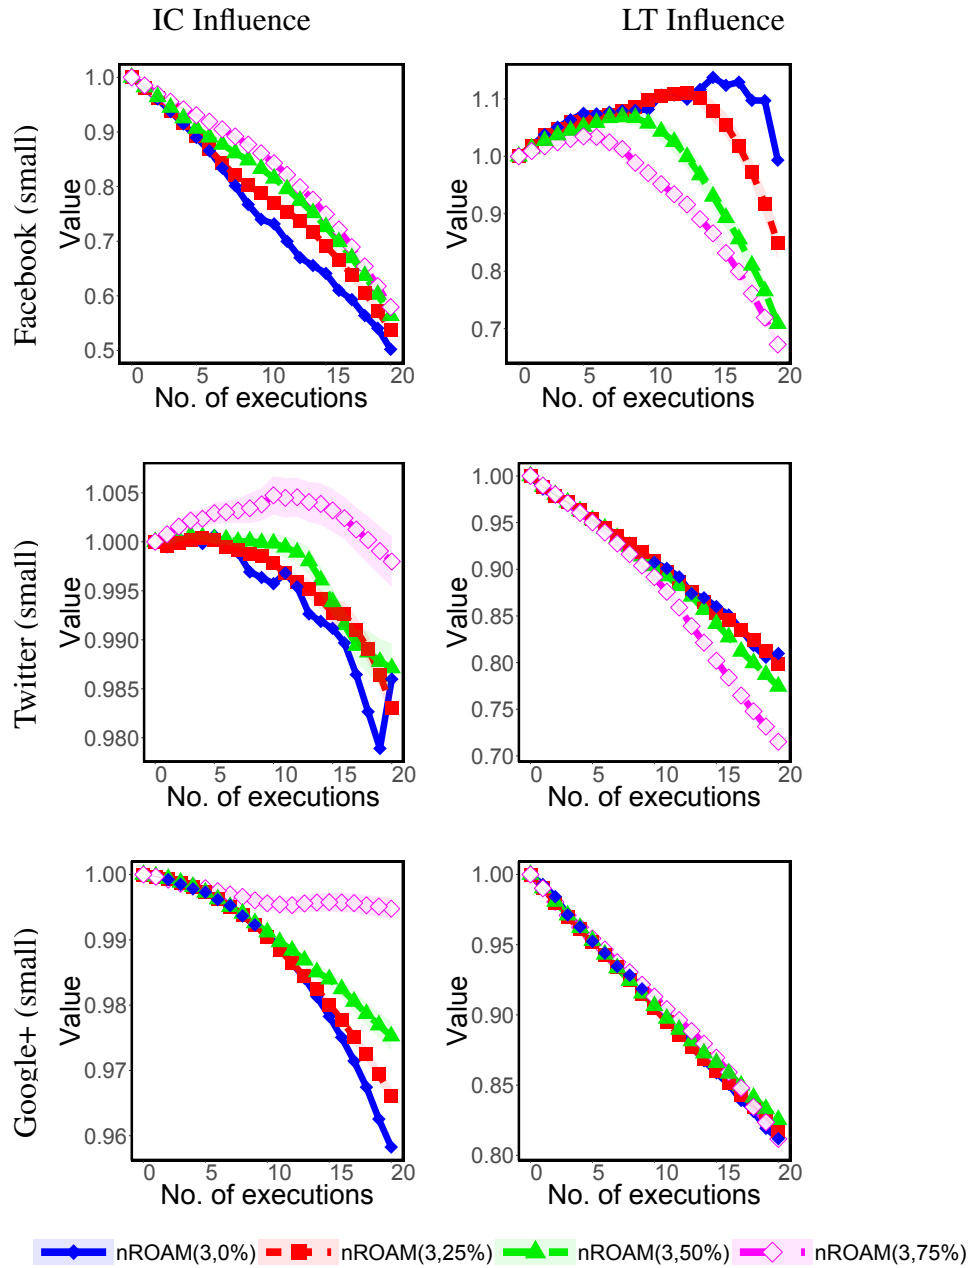 IC Influence
LT Influence
Facebook (small)
Value
1.0
0.9
0.8
0.7
0.6
0.5
0 5 10 15 20
No. of executions
Value
1.1
1.0
0.9
0.8
0.7
0 5 10 15 20
No. of executions
Twitter (small)
Value
1.005
1.000
0.995
0.990
0.985
0.980
0 5 10 15 20
No. of executions
Value
1.00
0.95
0.90
0.85
0.80
0.75
0.70
0 5 10 15 20
No. of executions
Google+ (small)
Value
1.00
0.99
0.98
0.97
0.96
0 5 10 15 20
No. of executions
Value
1.00
0.95
0.90
0.85
0.80
0 5 10 15 20
No. of executions
nROAM(3,0%) nROAM(3,25%) nROAM(3,50%) nROAM(3,75%)